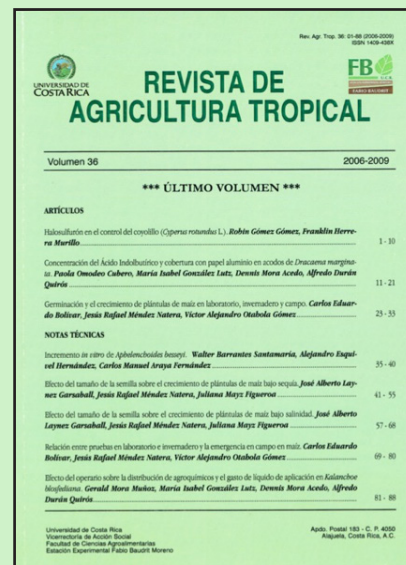 Rev. Agr. Trop. 36: 01-88 (2006-2009)
ISSN 1409-438X
UNIVERSIDAD DE
COSTA RICA
FB
U.C.R.
FABIO BAUDRIT
REVISTA DE
AGRICULTURA TROPICAL
Volumen 36 2006-2009
*** ÚLTIMO VOLUMEN ***
ARTÍCULOS
Halosulfurón en el control del coyolillo (Cyperus rotundus L). Robin Gómez Gómez, Franklin Herre-
ra Murillo 1 - 10
Concentración del Ácido Indolbutírico y cobertura con papel aluminio en acodos de Dracaena margina-
ta. Paola Omodeo Cubero, María Isabel González Lutz, Dennis Mora Acedo, Alfredo Durán
Quirós 11 - 21
Germinación y el crecimiento de plántulas de maíz en laboratorio, invernadero y campo. Carlos Eduar-
do Bolívar, Jesús Rafael Méndez Natera, Víctor Alejandro Otahola Gómez 23 - 33
NOTAS TÉCNICAS
Incremento in vitro de Aphelenchoides besseyi. Walter Barrantes Santamaría, Alejandro Esqui-
vel Hernández, Carlos Manuel Araya Fernández 35 - 40
Efecto del tamaño de la semilla sobre el crecimiento de plántulas de maíz bajo sequía. José Alberto Lay-
nez Garsaball, Jesús Rafael Méndez Natera, Juliana Mayz Figueroa 41 - 55
Efecto del tamaño de la semilla sobre el crecimiento de plántulas de maíz bajo salinidad. José Alberto
Laynez Garsaball, Jesús Rafael Méndez Natera, Juliana Mayz Figueroa 57 - 68
Relación entre pruebas en laboratorio e invernadero y la emergencia en campo en maíz. Carlos Eduardo
Bolívar, Jesús Rafael Méndez Natera, Víctor Alejandro Otahola Gómez 69 - 80
Efecto del operario sobre la distribución de agroquímicos y el gasto de líquido de aplicación en Kalanchoe
blosfediana. Gerald Mora Muñoz, María Isabel González Lutz, Dennis Mora Acedo, Alfredo
Durán Quirós 81 - 88
Universidad de Costa Rica
Vicerrectoría de Acción Social
Facultad de Ciencias Agroalimentarias
Estación Experimental Fabio Baudrit Moreno
Apdo. Postal 183 - C. P. 4050
Alajuela, Costa Rica, A.C.